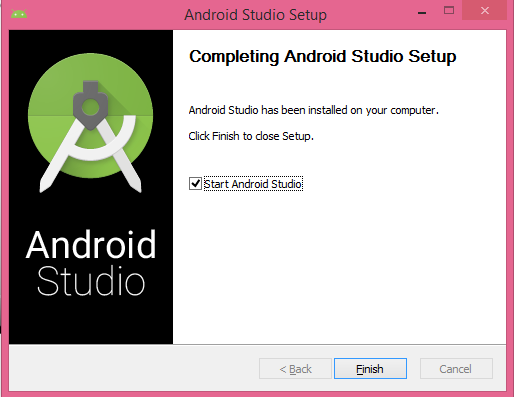 Android Studio Setup
Completing Android Studio Setup
Android Studio has been installed on your computer.
Click Finish to close Setup.
Start Android Studio
Android
Studio
< Back
Finish
Cancel